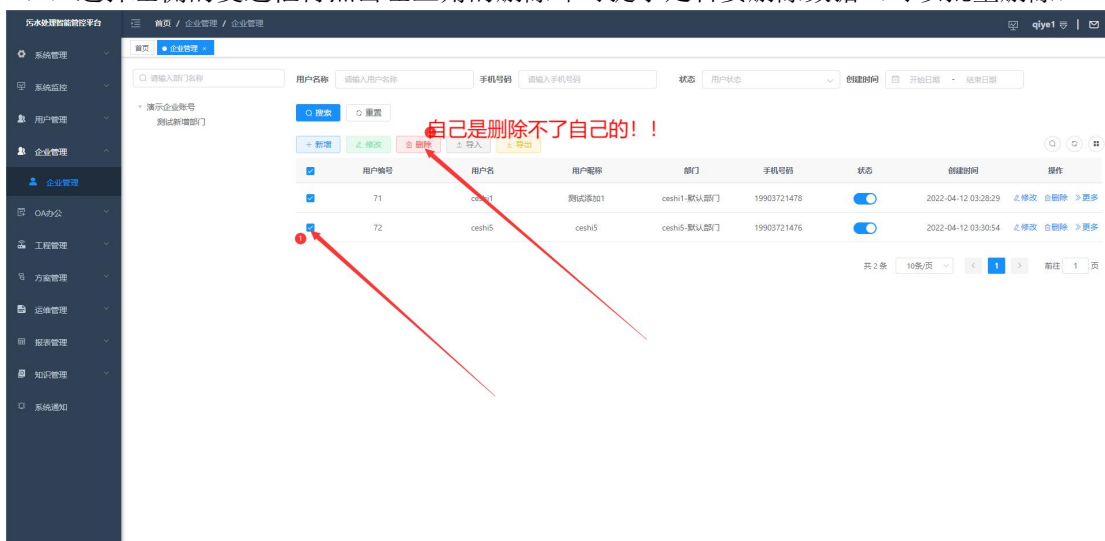 污水处理智能管控平台
首页 / 企业管理 / 企业管理
qiye1
系统管理
首页
企业管理 ×
系统监控
请输入部门名称
用户名称 请输入用户名称
手机号码 请输入手机号码
状态 用户状态
创建时间 开始日期 - 结束日期
演示企业账号
测试新增部门
搜索 重置
用户管理
自己是删除不了自己的！！
企业管理
+ 新增 修改 删除 导入 导出
用户编号 用户名 用户昵称 部门 手机号码 状态 创建时间 操作
企业管理
71 ceshi1 测试添加1 ceshi1-默认部门 19903721478 2022-04-12 03:28:29 修改 删除 更多
OA办公
72 ceshi5 ceshi5 ceshi5-默认部门 19903721476 2022-04-12 03:30:54 修改 删除 更多
1
工程管理
共 2 条 10条/页 < 1 > 前往 1 页
方案管理
运维管理
报表管理
知识管理
系统通知